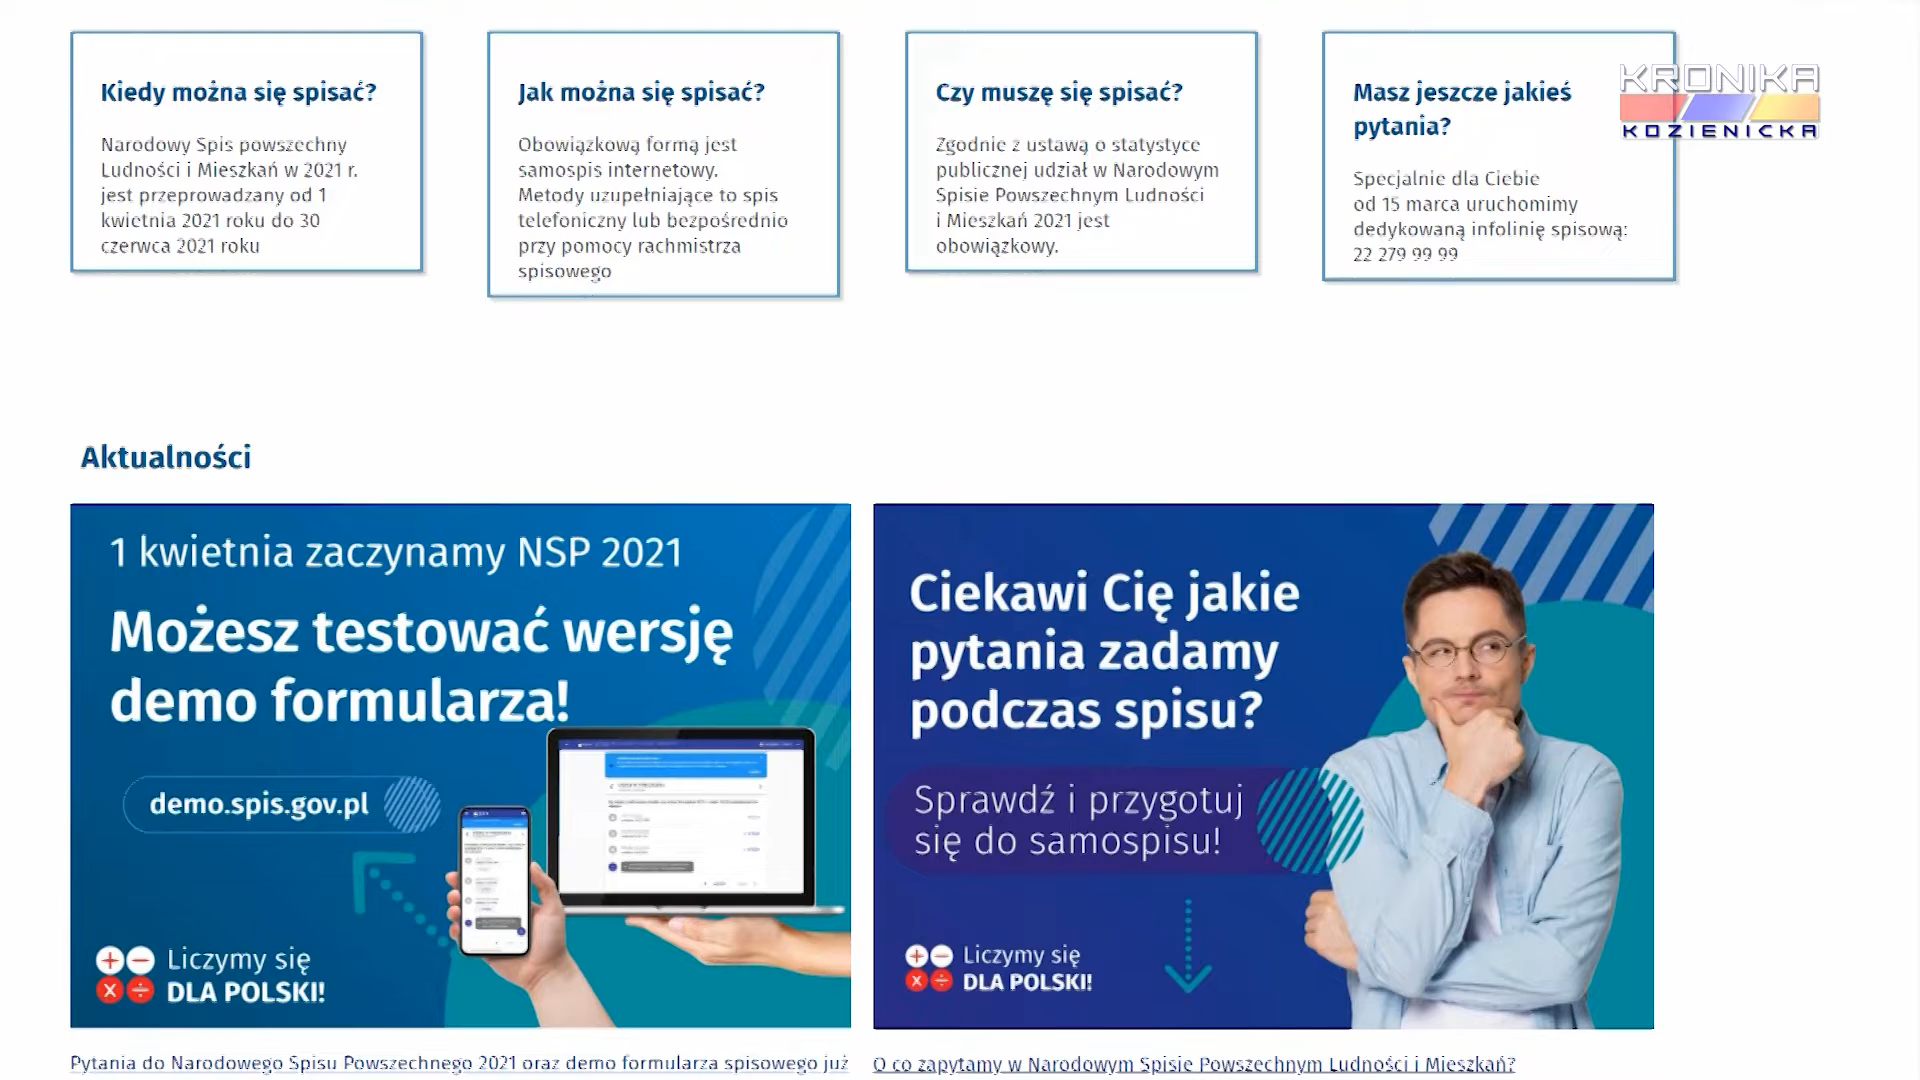 Kiedy można się spisać?
Narodowy Spis powszechny
Ludności i Mieszkań w 2021 r.
jest przeprowadzany od 1
kwietnia 2021 roku do 30
czerwca 2021 roku
Jak można się spisać?
Obowiązkową formą jest
samospis internetowy.
Metody uzupełniające to spis
telefoniczny lub bezpośrednio
przy pomocy rachmistrza
spisowego
Czy muszę się spisać?
Zgodnie z ustawą o statystyce
publicznej udział w Narodowym
Spisie Powszechnym Ludności
i Mieszkań 2021 jest
obowiązkowy.
Masz jeszcze jakieś
pytania?
Specjalnie dla Ciebie
od 15 marca uruchomimy
dedykowaną infolinię spisową:
22 279 99 99
KRONIKA
KOZIENICKA
Aktualności
1 kwietnia zaczynamy NSP 2021
Możesz testować wersję
demo formularza!
demo.spis.gov.pl
Liczymy się
DLA POLSKI!
Ciekawi Cię jakie
pytania zadamy
podczas spisu?
Sprawdź i przygotuj
się do samospisu!
Liczymy się
DLA POLSKI!
Pytania do Narodowego Spisu Powszechnego 2021 oraz demo formularza spisowego już
O co zapytamy w Narodowym Spisie Powszechnym Ludności i Mieszkań?